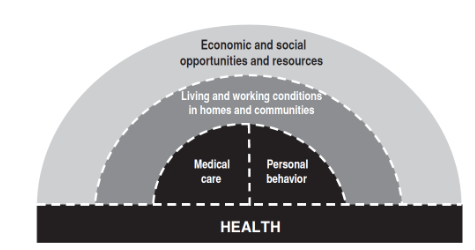 Economic and social
opportunities and resources
Living and working conditions
in homes and communities
Medical
care
Personal
behavior
HEALTH